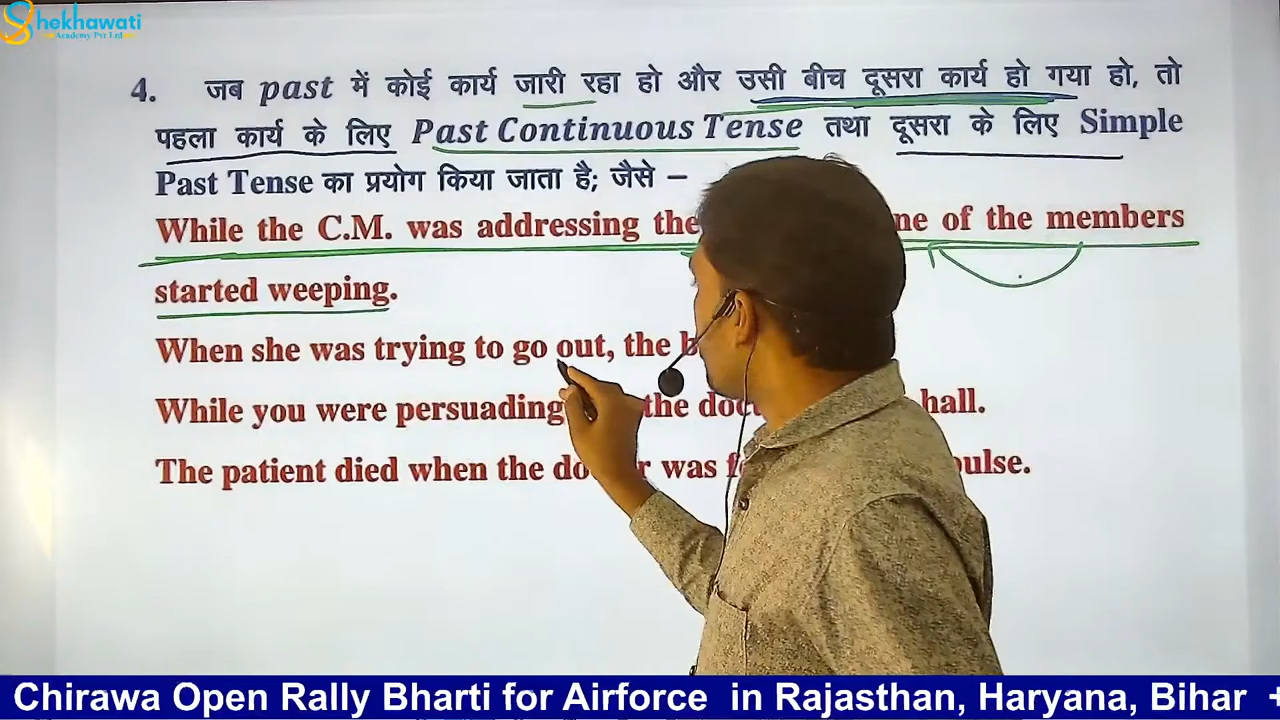 Shekhawati
Academy Pvt Ltd
4. जब past में कोई कार्य जारी रहा हो और उसी बीच दूसरा कार्य हो गया हो, तो
पहला कार्य के लिए Past Continuous Tense तथा दूसरा के लिए Simple
Past Tense का प्रयोग किया जाता है; जैसे –
While the C.M. was addressing the of the members
started weeping.
When she was trying to go out, the
While you were persuading the hall.
The patient died when the was pulse.
Chirawa Open Rally Bharti for Airforce in Rajasthan, Haryana, Bihar +